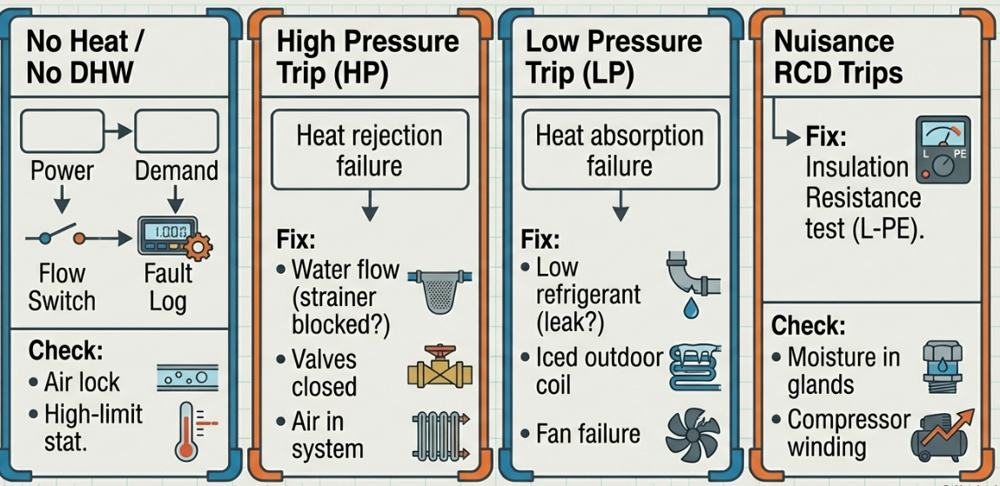 No Heat /
No DHW
Power
Demand
1.000
Flow
Switch
Fault
Log
Check:
• Air lock
• High-limit
stat.
High Pressure
Trip (HP)
Heat rejection
failure
Fix:
• Water flow
(strainer
blocked?)
• Valves
closed
• Air in
system
Low Pressure
Trip (LP)
Heat absorption
failure
Fix:
• Low
refrigerant
(leak?)
• Iced outdoor
coil
• Fan failure
Nuisance
RCD Trips
Fix:
Insulation
Resistance
test (L-PE).
L PE
Check:
• Moisture in
glands
• Compressor
winding